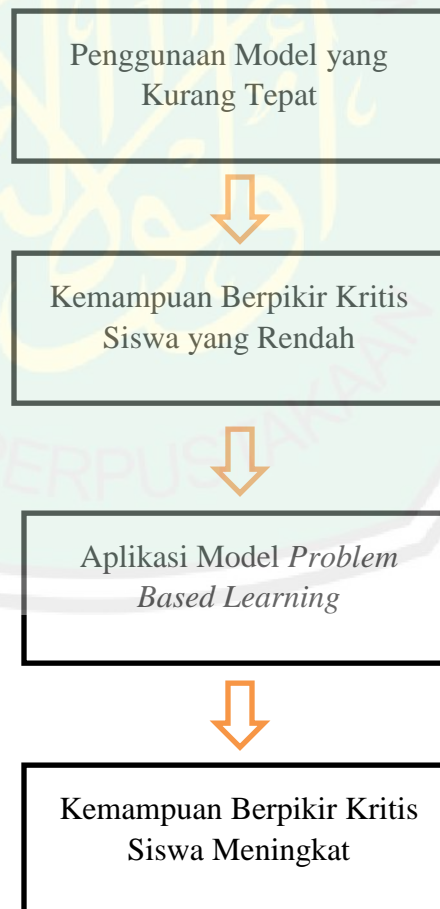 Penggunaan Model yang
Kurang Tepat
Kemampuan Berpikir Kritis
Siswa yang Rendah
PERPUSTAKAAN
Aplikasi Model Problem
Based Learning
Kemampuan Berpikir Kritis
Siswa Meningkat